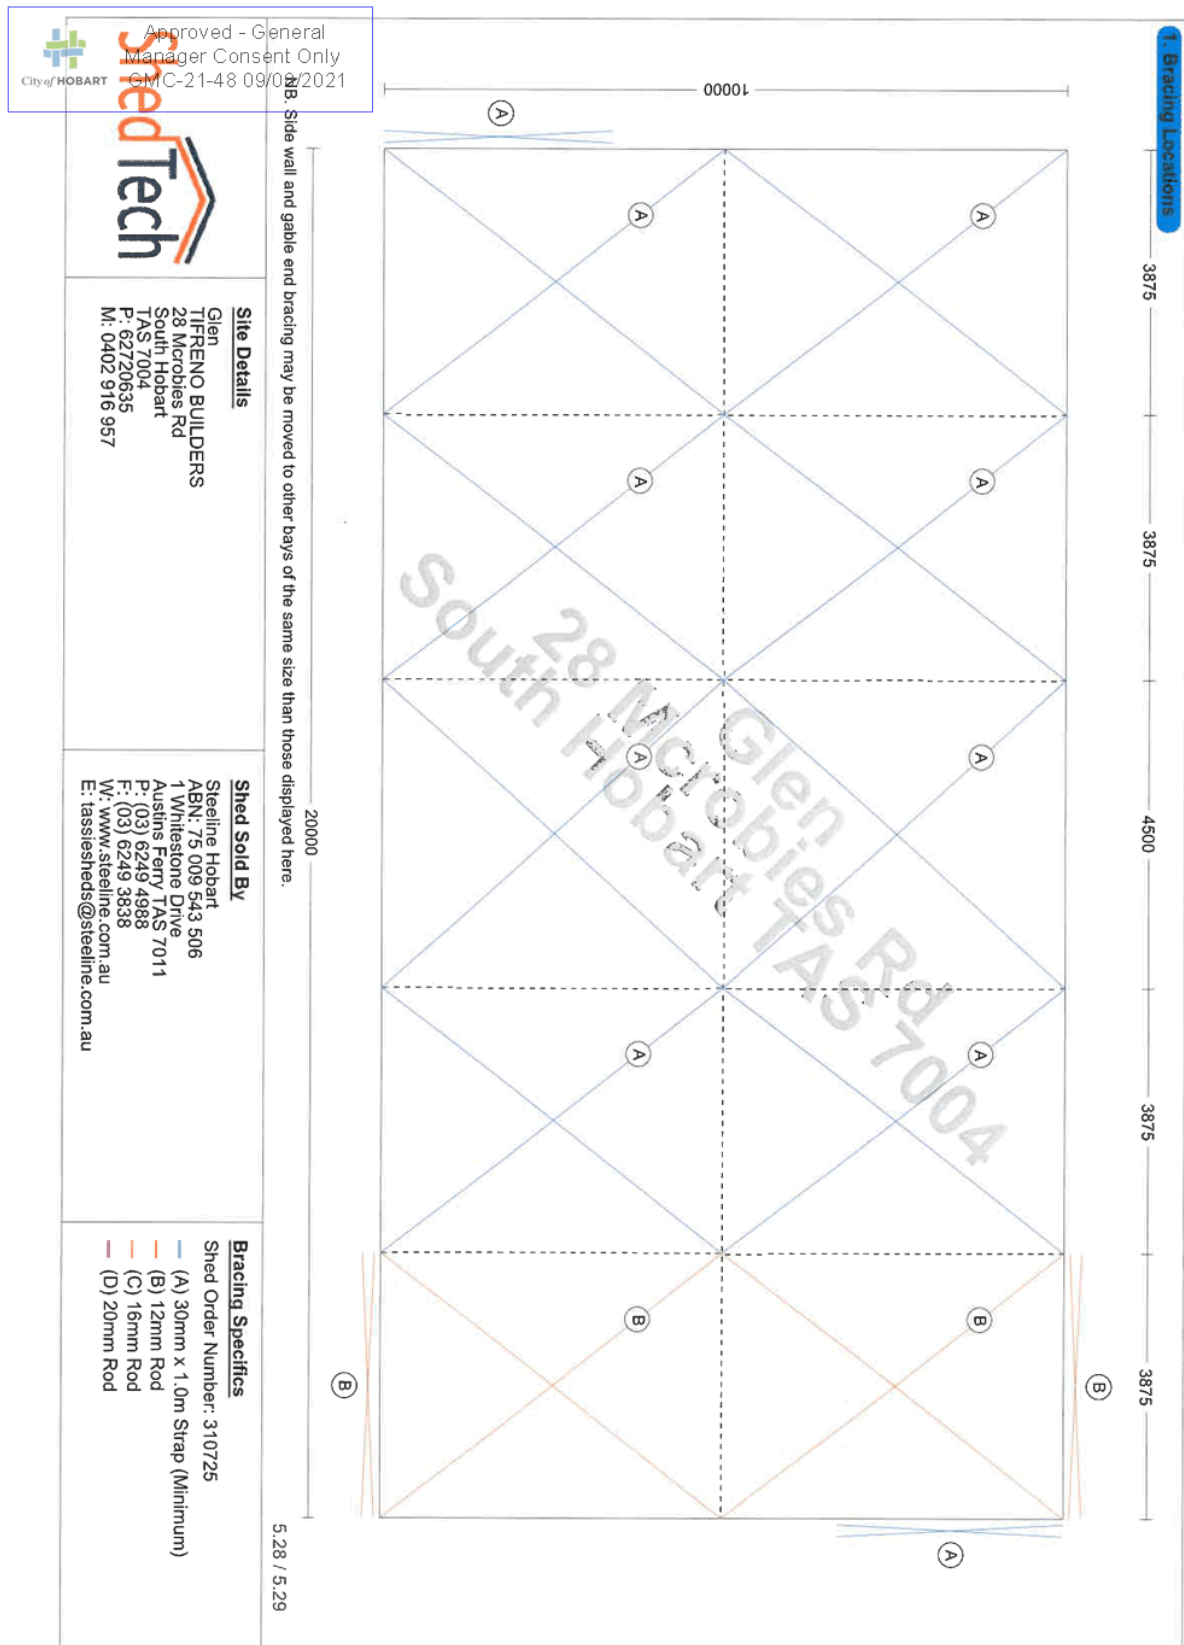 Approved - General
Manager Consent Only
GMC-21-48 09/08/2021
City of HOBART
1. Bracing Locations
3875
3875
4500
3875
3875
10000
A
A
A
A
A
B
B
A
A
A
A
B
B
A
Glen
28 Mcrobies Rd
South Hobart TAS 7004
20000
NB. Side wall and gable end bracing may be moved to other bays of the same size than those displayed here.
5.28 / 5.29
ShedTech
Site Details
Glen
TIFRENO BUILDERS
28 Mcrobies Rd
South Hobart
TAS 7004
P: 62720635
M: 0402 916 957
Shed Sold By
Steeline Hobart
ABN: 75 009 543 506
1 Whitestone Drive
Austins Ferry TAS 7011
P: (03) 6249 4988
F: (03) 6249 3838
W: www.steeline.com.au
E: tassiesheds@steeline.com.au
Bracing Specifics
Shed Order Number: 310725
(A) 30mm x 1.0m Strap (Minimum)
(B) 12mm Rod
(C) 16mm Rod
(D) 20mm Rod